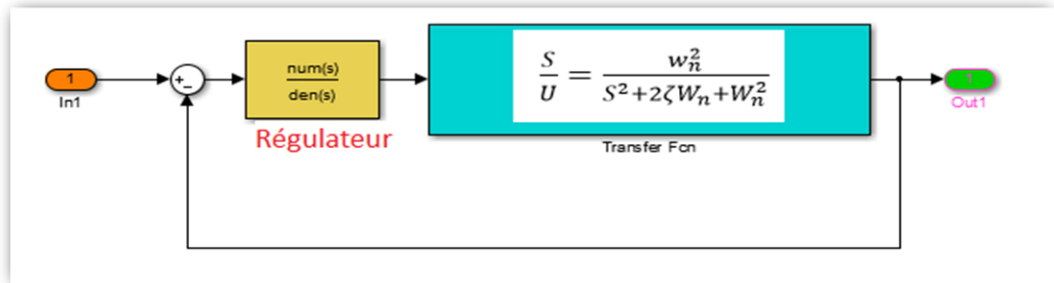 1
In1
+
−
num(s)
den(s)
Régulateur
S/U = w_n^2/(S^2+2ζW_n+W_n^2)
Transfer Fcn
1
Out1